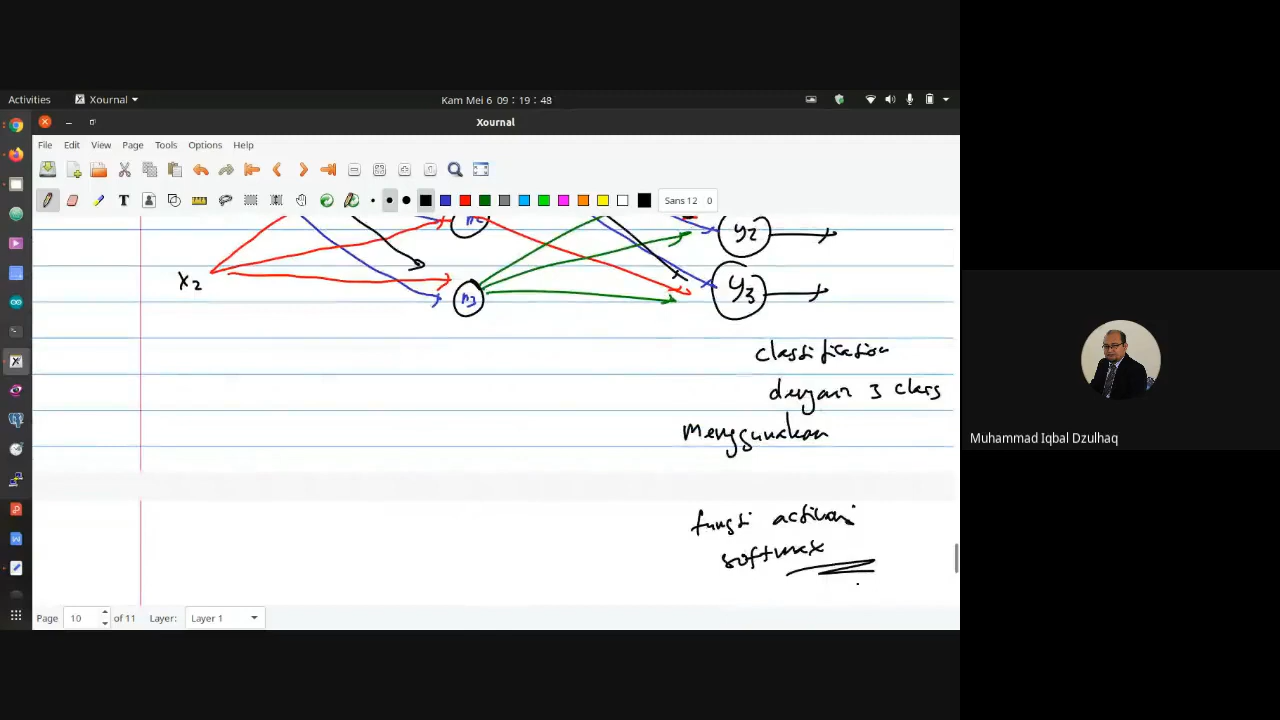 Activities
Xournal
Kam Mei 6 09:19:48
Xournal
File Edit View Page Tools Options Help
Sans 12 0
y2
x2
n3
y3
classification
dengan 3 class
Menggunakan
fungsi activasi
softmax
Muhammad Iqbal Dzulhaq
Page 10 of 11 Layer: Layer 1